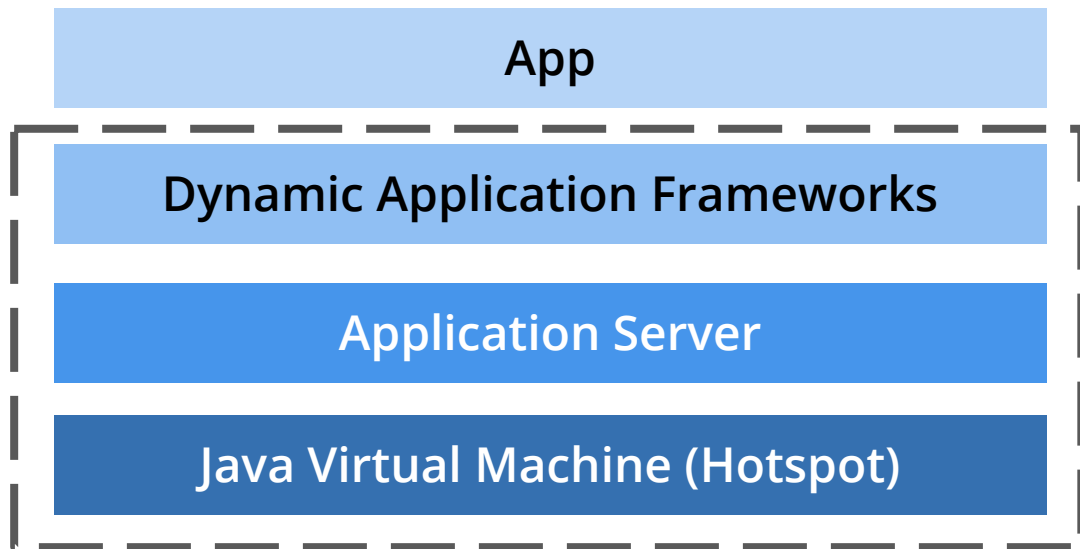 App
Dynamic Application Frameworks
Application Server
Java Virtual Machine (Hotspot)